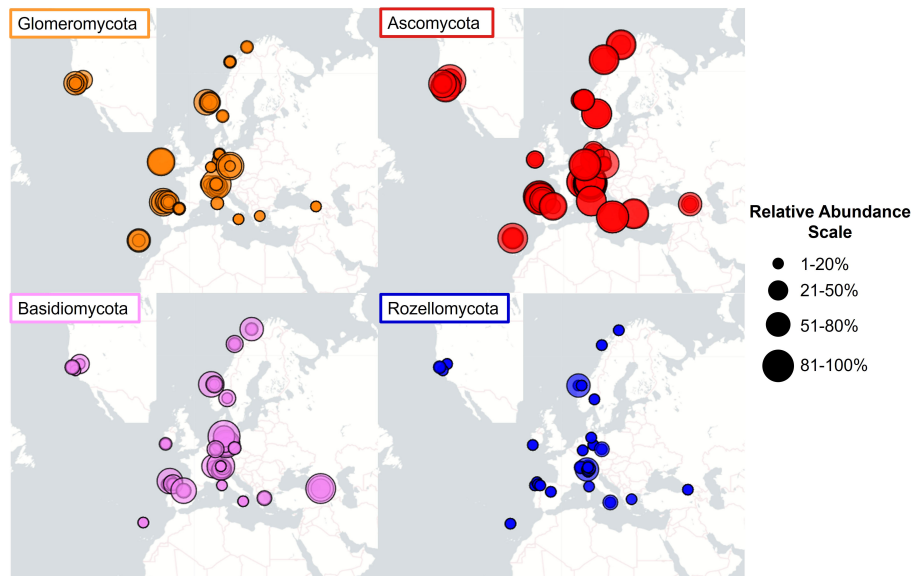 Glomeromycota
Ascomycota
Basidiomycota
Rozellomycota
Relative Abundance
Scale
1-20%
21-50%
51-80%
81-100%